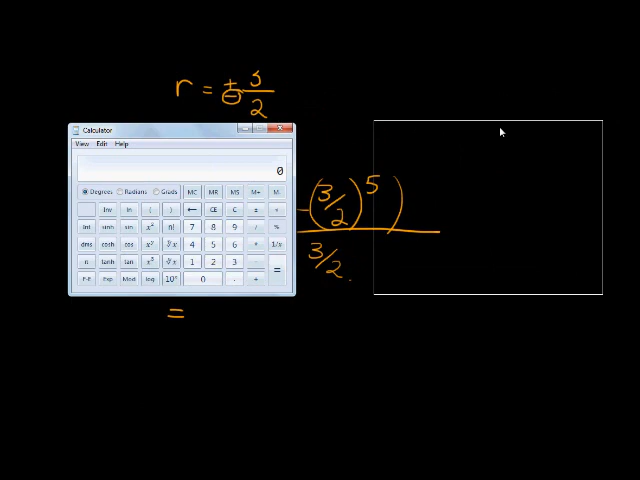 r = ± 3/2
Calculator
View Edit Help
0
Degrees Radians Grads MC MR MS M+ M-
Inv ln ( ) ← CE C ± √
Int sinh sin x² n! 7 8 9 / %
dms cosh cos xʸ ʸ√x 4 5 6 * 1/x
π tanh tan x³ ³√x 1 2 3 - =
F-E Exp Mod log 10ˣ 0 . +
-(3/2)^5)
3/2
=